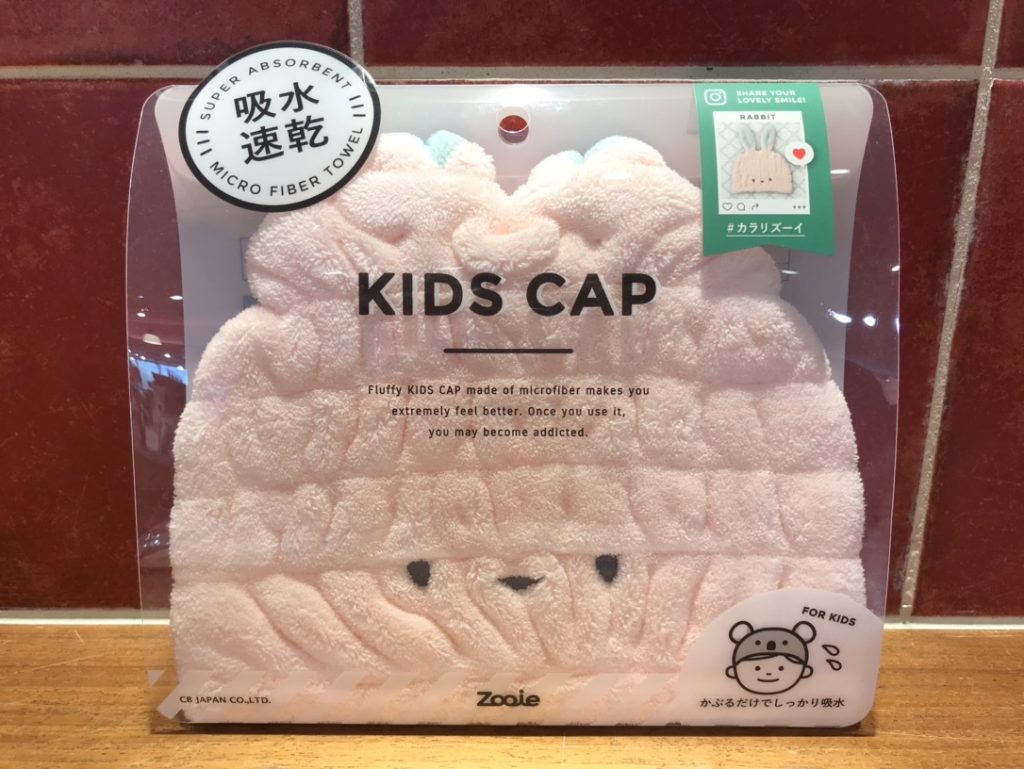 SUPER ABSORBENT
吸水
速乾
MICRO FIBER TOWEL
SHARE YOUR
LOVELY SMILE!
RABBIT
#カラリズーイ
KIDS CAP
Fluffy KIDS CAP made of microfiber makes you
extremely feel better. Once you use it,
you may become addicted.
FOR KIDS
かぶるだけでしっかり吸水
CB JAPAN CO.,LTD.
Zooie